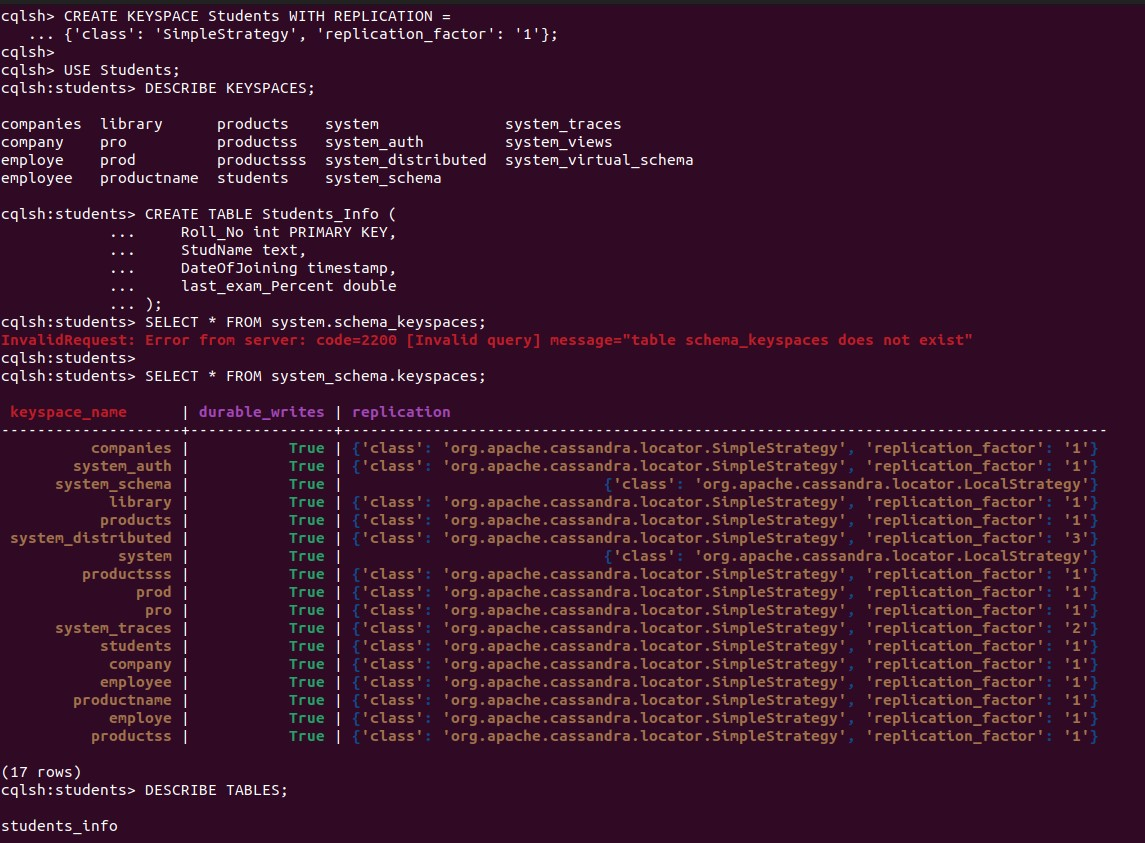 cqlsh> CREATE KEYSPACE Students WITH REPLICATION =
   ... {'class': 'SimpleStrategy', 'replication_factor': '1'};
cqlsh>
cqlsh> USE Students;
cqlsh:students> DESCRIBE KEYSPACES;

companies  library      products    system              system_traces
company    pro          productss   system_auth         system_views
employe    prod         productsss  system_distributed  system_virtual_schema
employee   productname  students    system_schema

cqlsh:students> CREATE TABLE Students_Info (
            ...     Roll_No int PRIMARY KEY,
            ...     StudName text,
            ...     DateOfJoining timestamp,
            ...     last_exam_Percent double
            ... );
cqlsh:students> SELECT * FROM system.schema_keyspaces;
InvalidRequest: Error from server: code=2200 [Invalid query] message="table schema_keyspaces does not exist"
cqlsh:students>
cqlsh:students> SELECT * FROM system_schema.keyspaces;

 keyspace_name      | durable_writes | replication
--------------------+----------------+-------------------------------------------------------------------------------------
          companies |           True | {'class': 'org.apache.cassandra.locator.SimpleStrategy', 'replication_factor': '1'}
        system_auth |           True | {'class': 'org.apache.cassandra.locator.SimpleStrategy', 'replication_factor': '1'}
      system_schema |           True |                             {'class': 'org.apache.cassandra.locator.LocalStrategy'}
            library |           True | {'class': 'org.apache.cassandra.locator.SimpleStrategy', 'replication_factor': '1'}
           products |           True | {'class': 'org.apache.cassandra.locator.SimpleStrategy', 'replication_factor': '1'}
 system_distributed |           True | {'class': 'org.apache.cassandra.locator.SimpleStrategy', 'replication_factor': '3'}
             system |           True |                             {'class': 'org.apache.cassandra.locator.LocalStrategy'}
         productsss |           True | {'class': 'org.apache.cassandra.locator.SimpleStrategy', 'replication_factor': '1'}
               prod |           True | {'class': 'org.apache.cassandra.locator.SimpleStrategy', 'replication_factor': '1'}
                pro |           True | {'class': 'org.apache.cassandra.locator.SimpleStrategy', 'replication_factor': '1'}
      system_traces |           True | {'class': 'org.apache.cassandra.locator.SimpleStrategy', 'replication_factor': '2'}
           students |           True | {'class': 'org.apache.cassandra.locator.SimpleStrategy', 'replication_factor': '1'}
            company |           True | {'class': 'org.apache.cassandra.locator.SimpleStrategy', 'replication_factor': '1'}
           employee |           True | {'class': 'org.apache.cassandra.locator.SimpleStrategy', 'replication_factor': '1'}
        productname |           True | {'class': 'org.apache.cassandra.locator.SimpleStrategy', 'replication_factor': '1'}
            employe |           True | {'class': 'org.apache.cassandra.locator.SimpleStrategy', 'replication_factor': '1'}
          productss |           True | {'class': 'org.apache.cassandra.locator.SimpleStrategy', 'replication_factor': '1'}

(17 rows)
cqlsh:students> DESCRIBE TABLES;

students_info